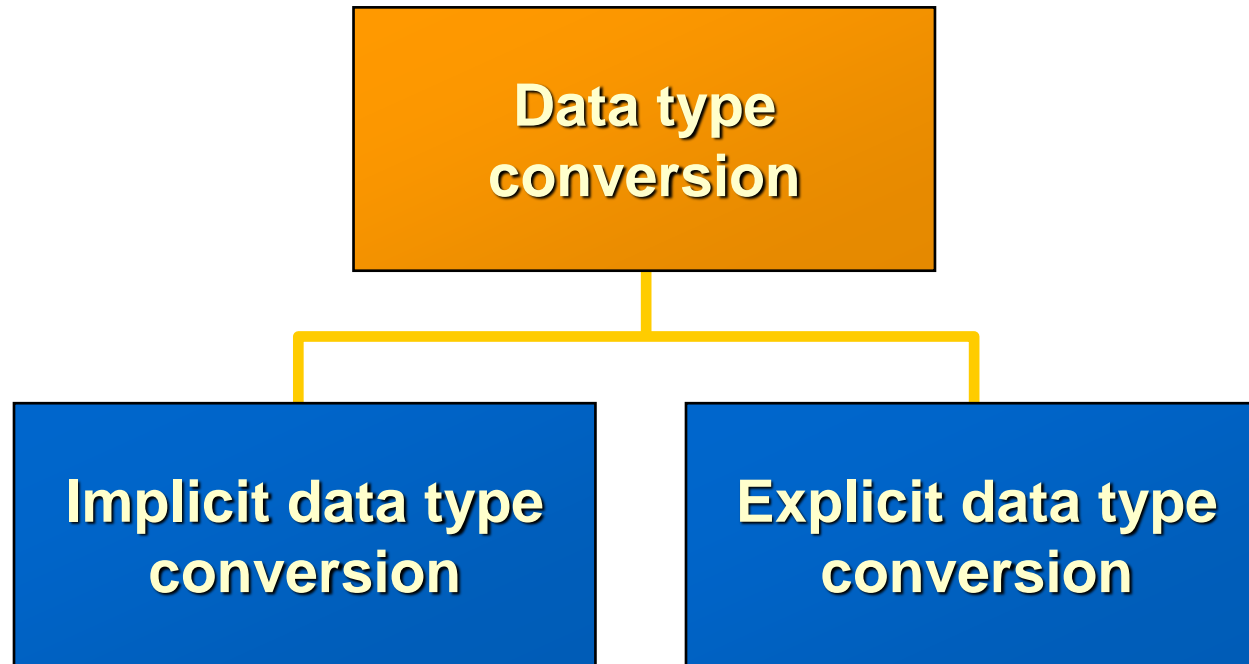 Data type
conversion
Implicit data type
conversion
Explicit data type
conversion